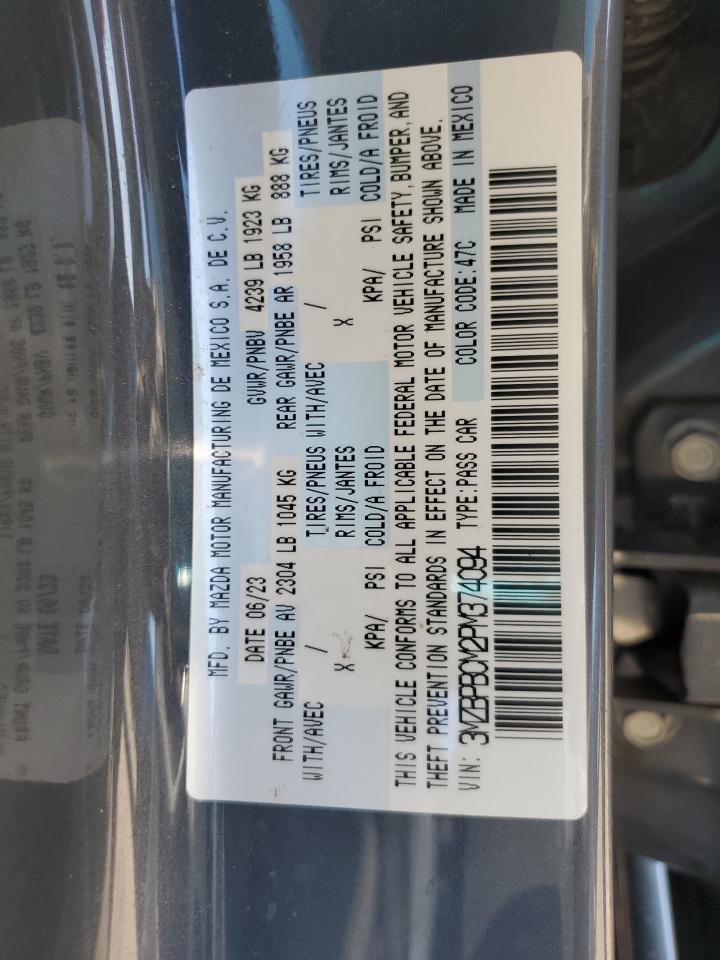 MFD. BY MAZDA MOTOR MANUFACTURING DE MEXICO S.A. DE C.V.
DATE 06/23 GVWR/PNBV 4239 LB 1923 KG
FRONT GAWR/PNBE AV 2304 LB 1045 KG REAR GAWR/PNBE AR 1958 LB 888 KG
WITH/AVEC / TIRES/PNEUS WITH/AVEC / TIRES/PNEUS
X RIMS/JANTES X RIMS/JANTES
KPA/ PSI COLD/A FROID KPA/ PSI COLD/A FROID
THIS VEHICLE CONFORMS TO ALL APPLICABLE FEDERAL MOTOR VEHICLE SAFETY, BUMPER, AND
THEFT PREVENTION STANDARDS IN EFFECT ON THE DATE OF MANUFACTURE SHOWN ABOVE.
VIN: 3MZBPBCM2PM374094 TYPE:PASS CAR COLOR CODE:47C MADE IN MEXICO